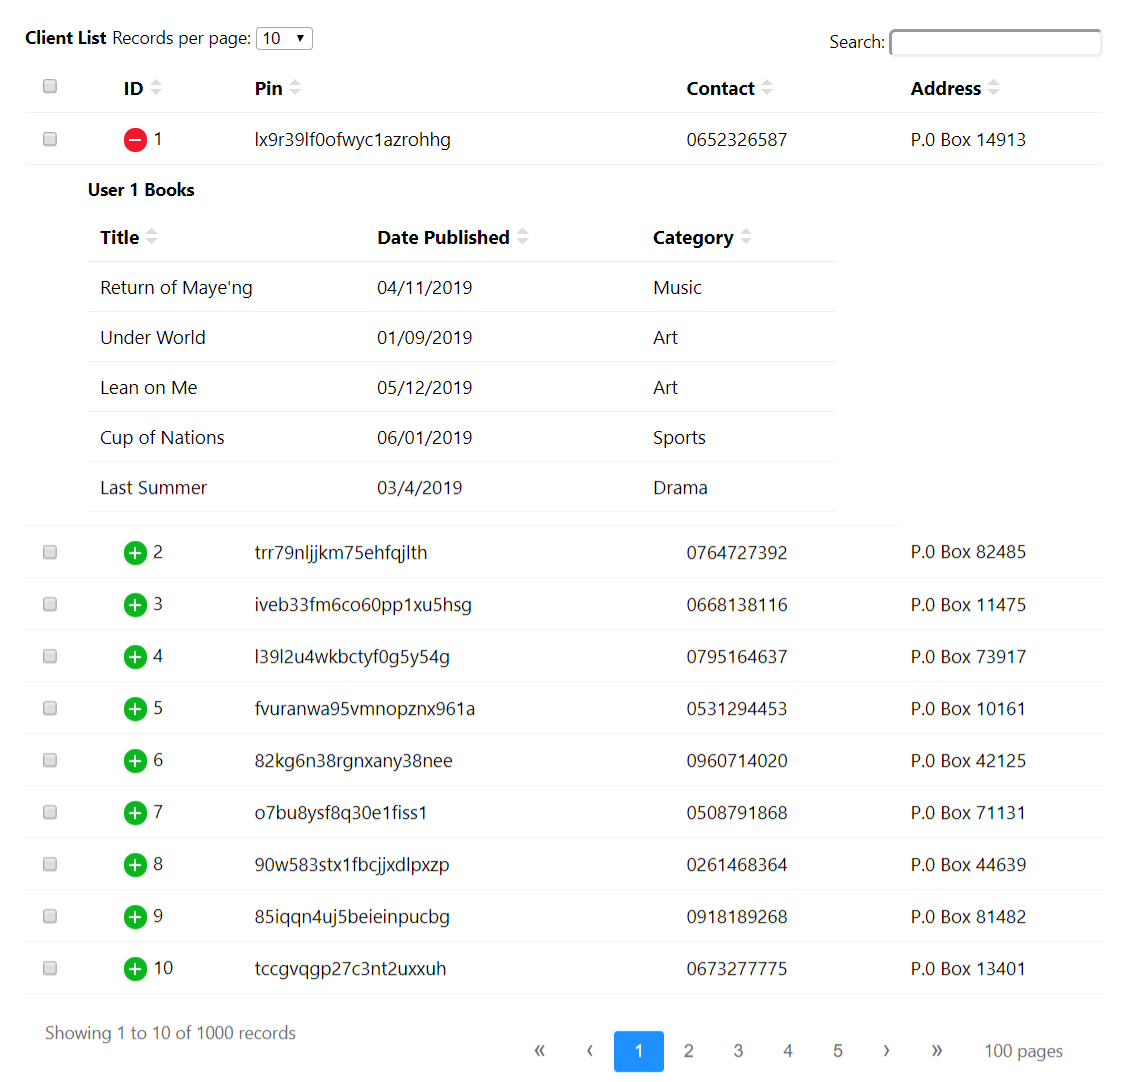 Client List Records per page: 10 Search:
ID Pin Contact Address
1 lx9r39lf0ofwyc1azrohhg 0652326587 P.0 Box 14913
User 1 Books
Title Date Published Category
Return of Maye'ng 04/11/2019 Music
Under World 01/09/2019 Art
Lean on Me 05/12/2019 Art
Cup of Nations 06/01/2019 Sports
Last Summer 03/4/2019 Drama
2 trr79nljjkm75ehfqjlth 0764727392 P.0 Box 82485
3 iveb33fm6co60pp1xu5hsg 0668138116 P.0 Box 11475
4 l39l2u4wkbctyf0g5y54g 0795164637 P.0 Box 73917
5 fvuranwa95vmnopznx961a 0531294453 P.0 Box 10161
6 82kg6n38rgnxany38nee 0960714020 P.0 Box 42125
7 o7bu8ysf8q30e1fiss1 0508791868 P.0 Box 71131
8 90w583stx1fbcjjxdlpxzp 0261468364 P.0 Box 44639
9 85iqqn4uj5beieinpucbg 0918189268 P.0 Box 81482
10 tccgvqgp27c3nt2uxxuh 0673277775 P.0 Box 13401
Showing 1 to 10 of 1000 records
« ‹ 1 2 3 4 5 › » 100 pages